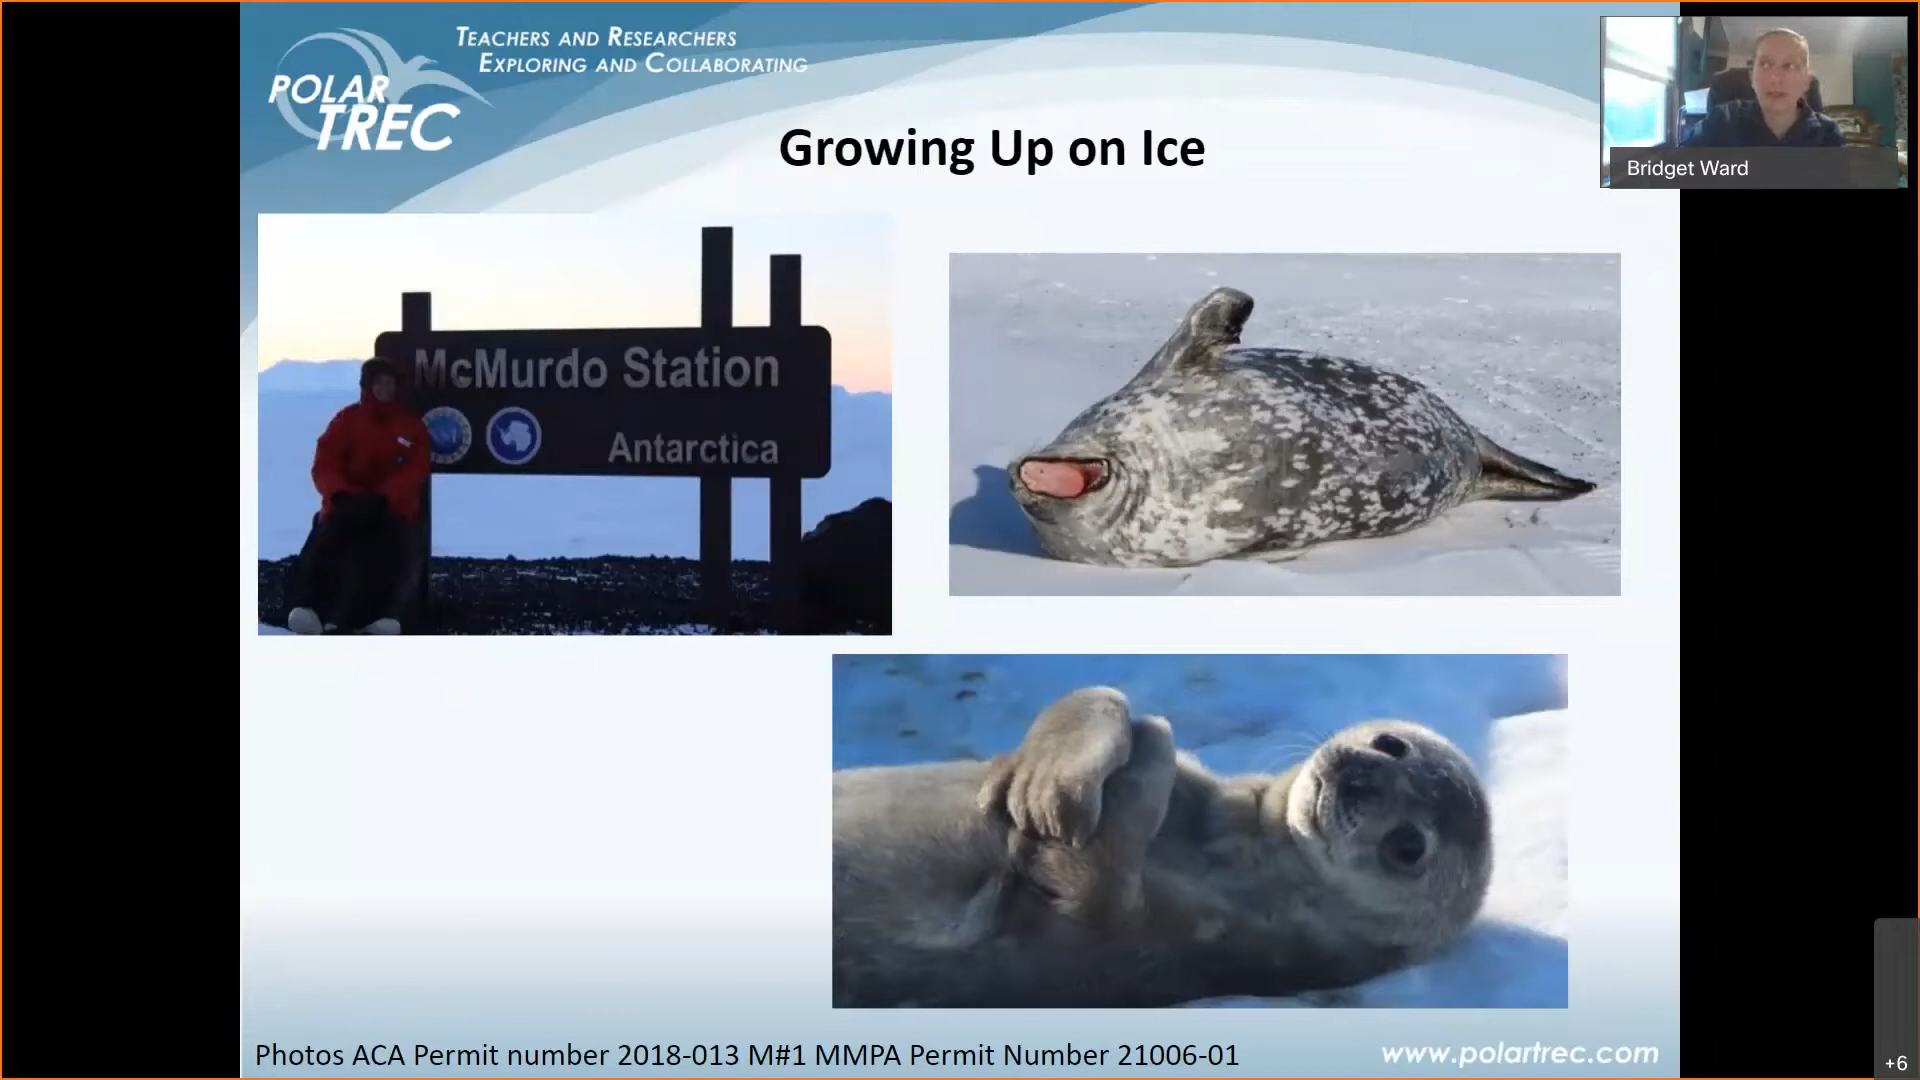 TEACHERS AND RESEARCHERS
EXPLORING AND COLLABORATING
POLAR
TREC
Growing Up on Ice
Bridget Ward
McMurdo Station
NSF
Antarctica
Photos ACA Permit number 2018-013 M#1 MMPA Permit Number 21006-01
www.polartrec.com
+6